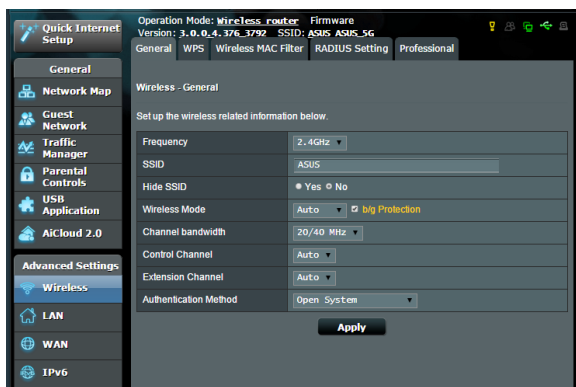 Quick Internet
Setup
Operation Mode: Wireless router Firmware
Version: 3.0.0.4.376_3792 SSID: ASUS ASUS_5G
General WPS Wireless MAC Filter RADIUS Setting Professional
General
Network Map
Guest
Network
Traffic
Manager
Parental
Controls
USB
Application
AiCloud 2.0
Advanced Settings
Wireless
LAN
WAN
IPv6
Wireless - General
Set up the wireless related information below.
Frequency 2.4GHz
SSID ASUS
Hide SSID Yes No
Wireless Mode Auto b/g Protection
Channel bandwidth 20/40 MHz
Control Channel Auto
Extension Channel Auto
Authentication Method Open System
Apply